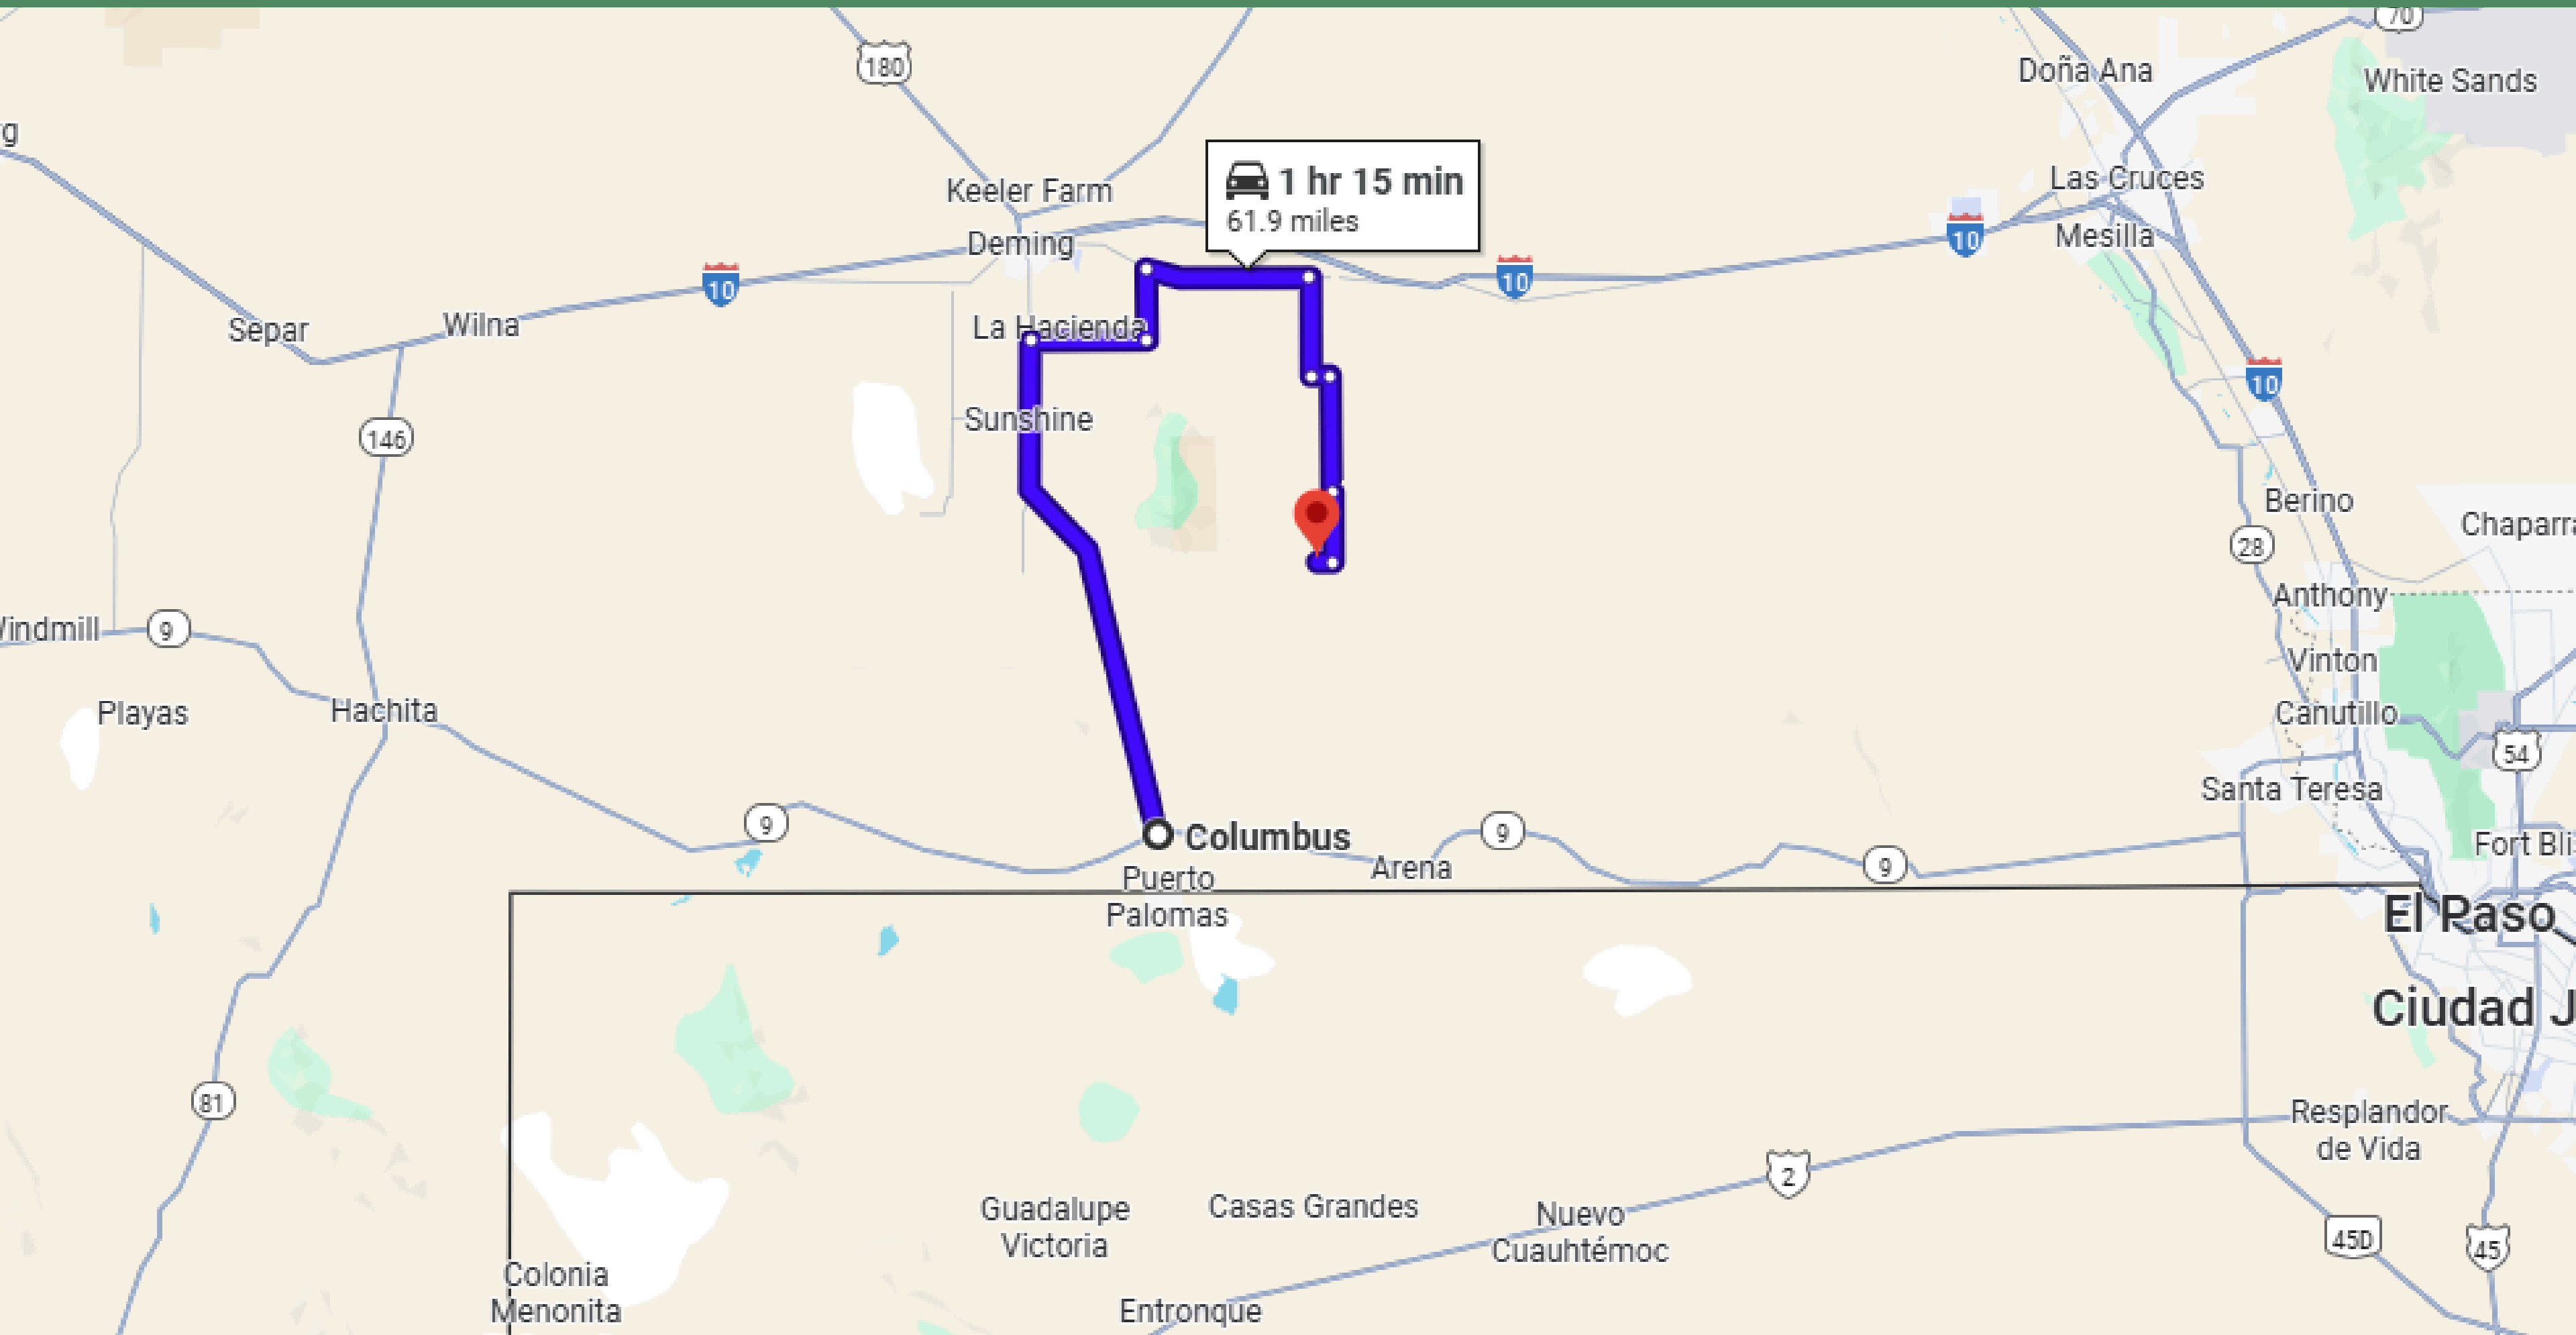 70
180
Doña Ana
White Sands
g
1 hr 15 min
61.9 miles
Keeler Farm
Las Cruces
Deming
10
Mesilla
10
10
Separ
Wilna
La Hacienda
10
146
Sunshine
Berino
Chaparr
28
Anthony
indmill
9
Vinton
Playas
Hachita
Canutillo
54
Santa Teresa
9
Columbus
9
Fort Bli
Arena
9
Puerto
Palomas
El Paso
Ciudad J
81
Resplandor
de Vida
2
Guadalupe
Victoria
Casas Grandes
Nuevo
Cuauhtémoc
45D
45
Colonia
Menonita
Entronque